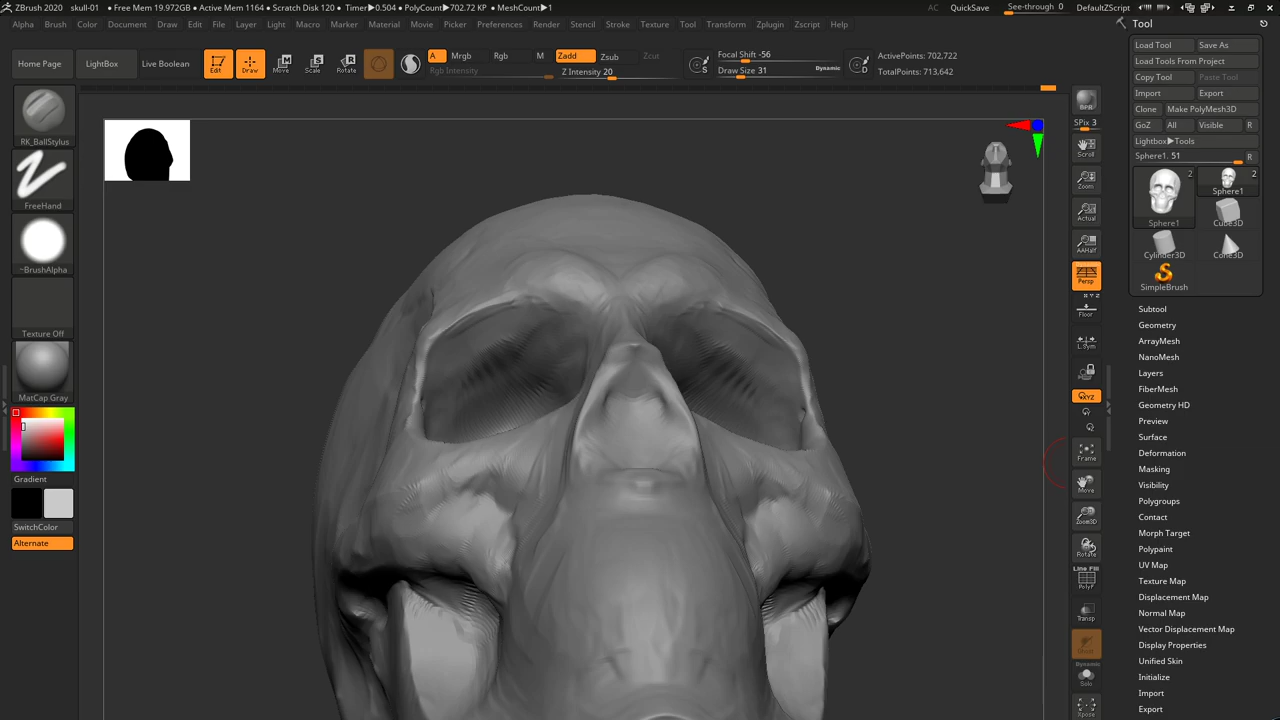 ZBrush 2020 skull-01 • Free Mem 19.972GB • Active Mem 1164 • Scratch Disk 120 • Timer▶0.504 • PolyCount▶702.72 KP • MeshCount▶1 AC QuickSave See-through 0 DefaultZScript
Alpha Brush Color Document Draw Edit File Layer Light Macro Marker Material Movie Picker Preferences Render Stencil Stroke Texture Tool Transform Zplugin Zscript Help
Home Page LightBox Live Boolean Edit Draw Move Scale Rotate
A Mrgb Rgb M Zadd Zsub Zcut
Rgb Intensity Z Intensity 20
S Focal Shift -56
Draw Size 31 Dynamic D
ActivePoints: 702,722
TotalPoints: 713,642
RK_BallStylus
FreeHand
~BrushAlpha
Texture Off
MatCap Gray
Gradient
SwitchColor
Alternate
BPR
SPix 3
Scroll
Zoom
Actual
AAHalf
Persp
X Y Z
Floor
L.Sym
XYZ
Frame
Move
Zoom3D
Rotate
Line Fill
PolyF
Transp
Dynamic
Solo
Xpose
Tool
Load Tool Save As
Load Tools From Project
Copy Tool Paste Tool
Import Export
Clone Make PolyMesh3D
GoZ All Visible R
Lightbox▶Tools
Sphere1. 51 R
2 2
Sphere1
Sphere1 Cube3D
Cylinder3D Cone3D
SimpleBrush
Subtool
Geometry
ArrayMesh
NanoMesh
Layers
FiberMesh
Geometry HD
Preview
Surface
Deformation
Masking
Visibility
Polygroups
Contact
Morph Target
Polypaint
UV Map
Texture Map
Displacement Map
Normal Map
Vector Displacement Map
Display Properties
Unified Skin
Initialize
Import
Export